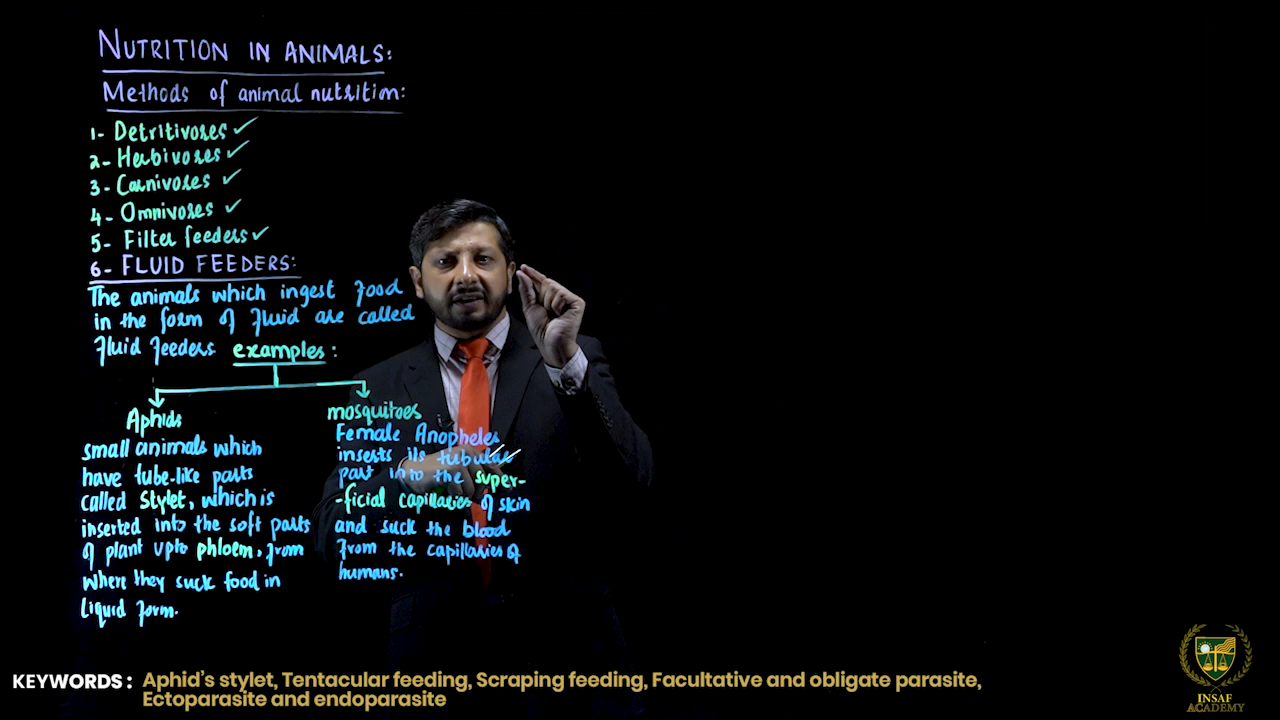 NUTRITION IN ANIMALS:
Methods of animal nutrition:
1- Detritivores ✓
2- Herbivores ✓
3- Carnivores ✓
4- Omnivores ✓
5- Filter feeders ✓
6- FLUID FEEDERS:
The animals which ingest food
in the form of fluid are called
fluid feeders examples:
Aphids
small animals which
have tube-like parts
called Stylet, which is
inserted into the soft parts
of plant upto phloem, from
where they suck food in
liquid form.
mosquitoes
Female Anopheles
inserts its tubular
part into the super-
-ficial capillaries of skin
and suck the blood
from the capillaries of
humans.
KEYWORDS: Aphid's stylet, Tentacular feeding, Scraping feeding, Facultative and obligate parasite,
Ectoparasite and endoparasite
INSAF
ACADEMY